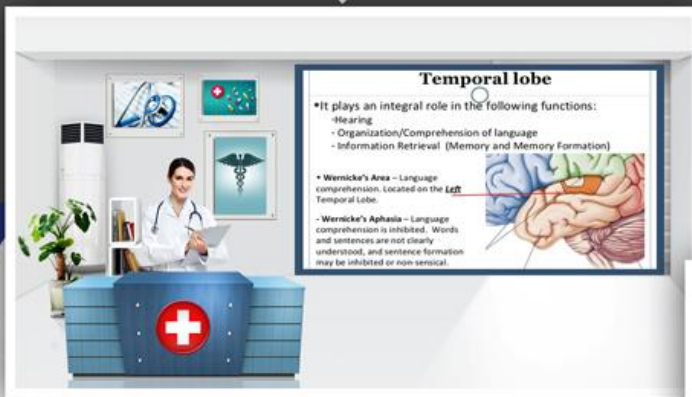 Temporal lobe
•It plays an integral role in the following functions:
-Hearing
- Organization/Comprehension of language
- Information Retrieval (Memory and Memory Formation)
• Wernicke's Area – Language
comprehension. Located on the Left
Temporal Lobe.
- Wernicke's Aphasia – Language
comprehension is inhibited. Words
and sentences are not clearly
understood, and sentence formation
may be inhibited or non-sensical.